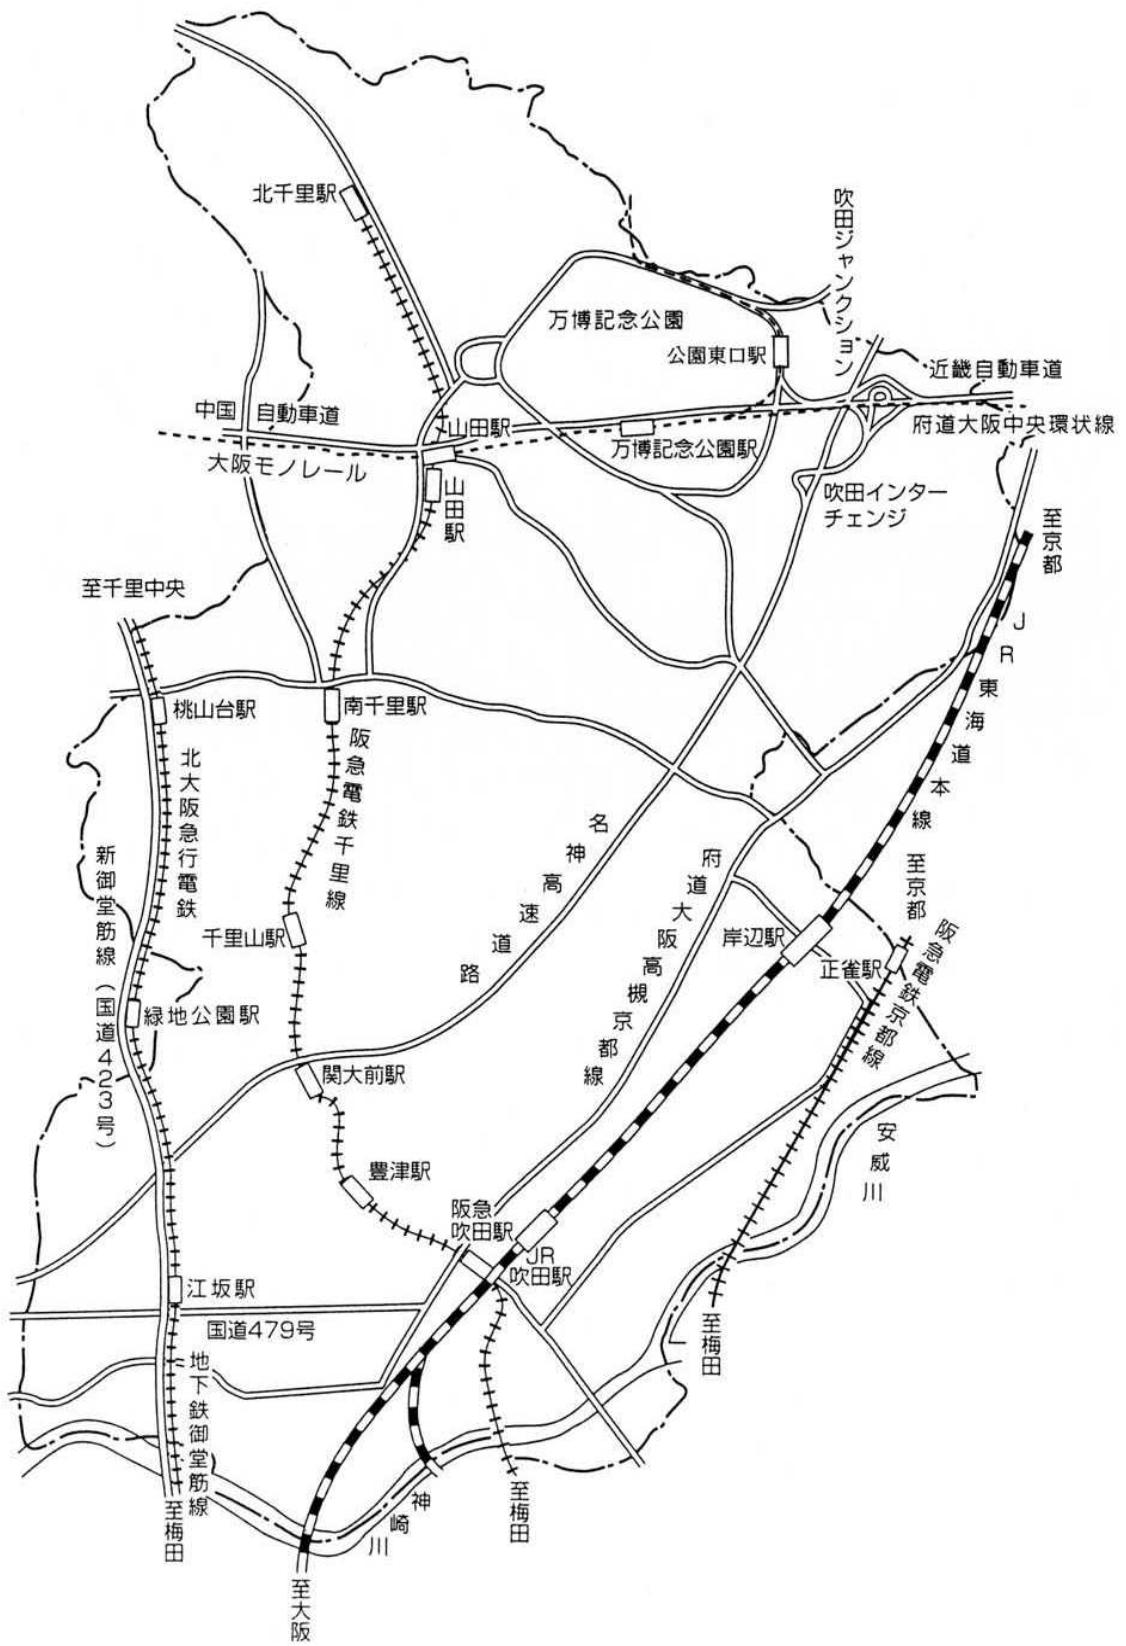 北千里駅
吹田ジャンクション
万博記念公園
公園東口駅
近畿自動車道
中国自動車道
山田駅
府道大阪中央環状線
万博記念公園駅
大阪モノレール
山田駅
吹田インター
チェンジ
至京都
至千里中央
JR東海道本線
桃山台駅
南千里駅
阪急電鉄千里線
北大阪急行電鉄
名神高速道路
新御堂筋線(国道423号)
府道大阪高槻京都線
至京都
千里山駅
岸辺駅
正雀駅
阪急電鉄京都線
緑地公園駅
関大前駅
安威川
豊津駅
阪急
吹田駅
JR
吹田駅
江坂駅
国道479号
至梅田
地下鉄御堂筋線
至梅田
至梅田
神崎川
至大阪